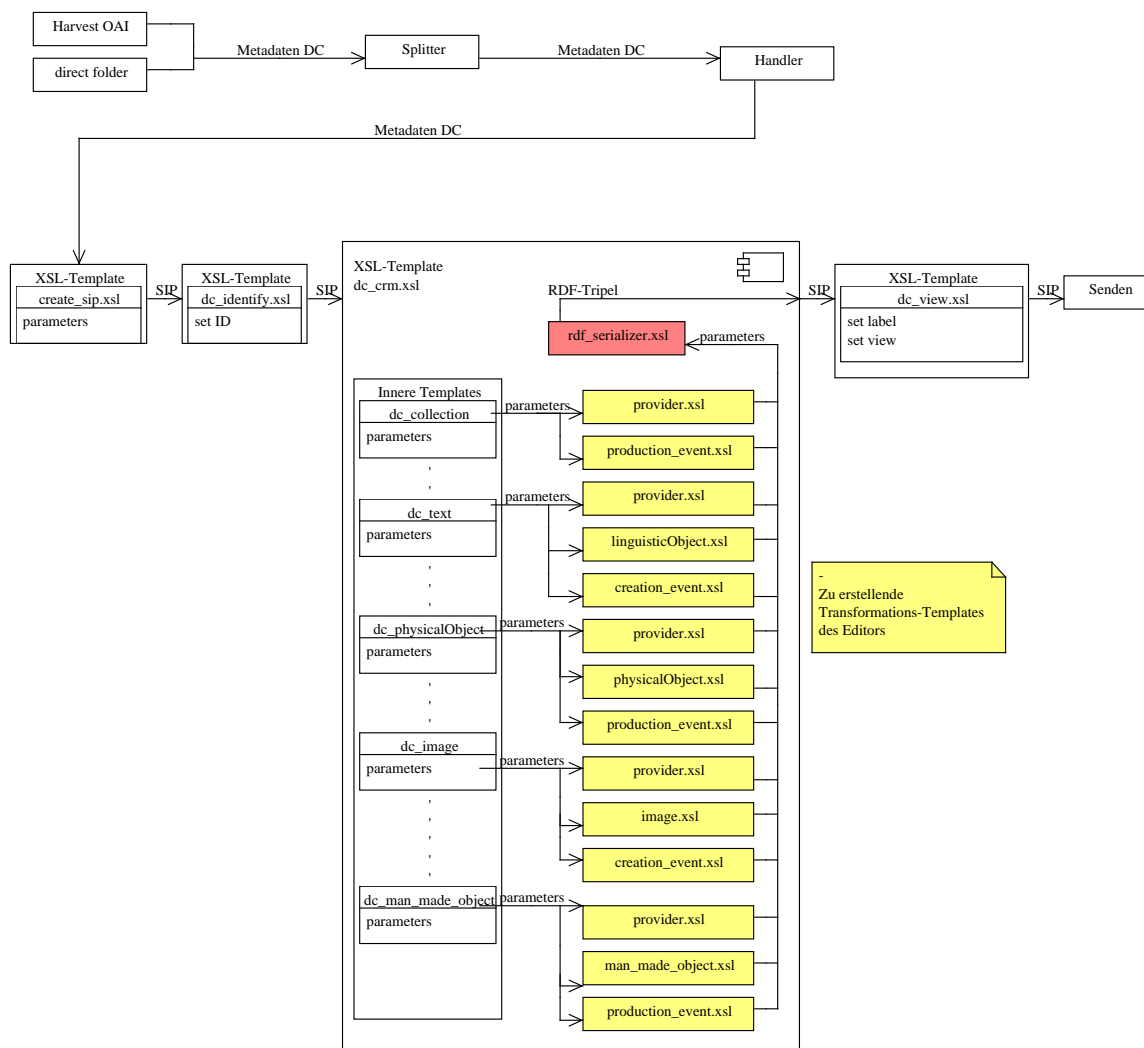 Harvest OAI
direct folder
Metadaten DC
Splitter
Metadaten DC
Handler
Metadaten DC
XSL-Template
create_sip.xsl
parameters
SIP
XSL-Template
dc_identify.xsl
set ID
SIP
XSL-Template
dc_crm.xsl
RDF-Tripel
rdf_serializer.xsl
parameters
Innere Templates
dc_collection
parameters
parameters
provider.xsl
production_event.xsl
dc_text
parameters
parameters
provider.xsl
linguisticObject.xsl
creation_event.xsl
dc_physicalObject
parameters
parameters
provider.xsl
physicalObject.xsl
production_event.xsl
dc_image
parameters
parameters
provider.xsl
image.xsl
creation_event.xsl
dc_man_made_object
parameters
parameters
provider.xsl
man_made_object.xsl
production_event.xsl
SIP
XSL-Template
dc_view.xsl
set label
set view
SIP
Senden
-
Zu erstellende
Transformations-Templates
des Editors